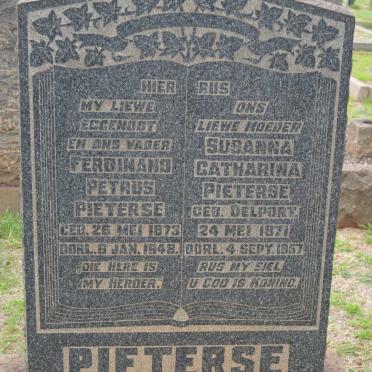 HIER RUS
MY LIEWE
EGGENOOT
EN ONS VADER
FERDINAND
PETRUS
PIETERSE
GEB. 26 MEI 1873
OORL. 6 JAN. 1948.
DIE HERE IS
MY HERDER.
ONS
LIEWE MOEDER
SUSANNA
CATHARINA
PIETERSE
GEB. DELPORT.
24 MEI 1871
OORL. 4 SEPT 1957.
RUS MY SIEL
U GOD IS KONING.
PIETERSE